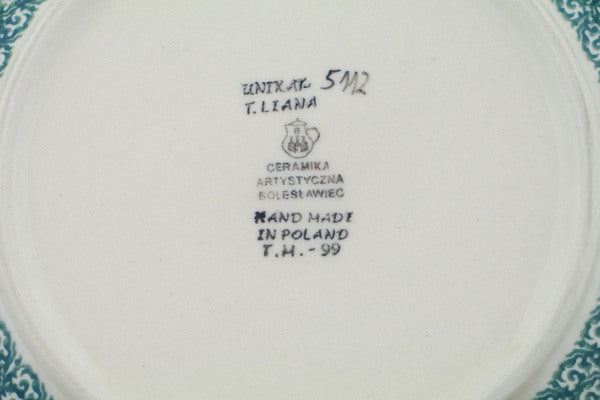 UNIKAT 5112
T. LIANA
B
CERAMIKA
ARTYSTYCZNA
BOLESŁAWIEC
HAND MADE
IN POLAND
T.M. - 99